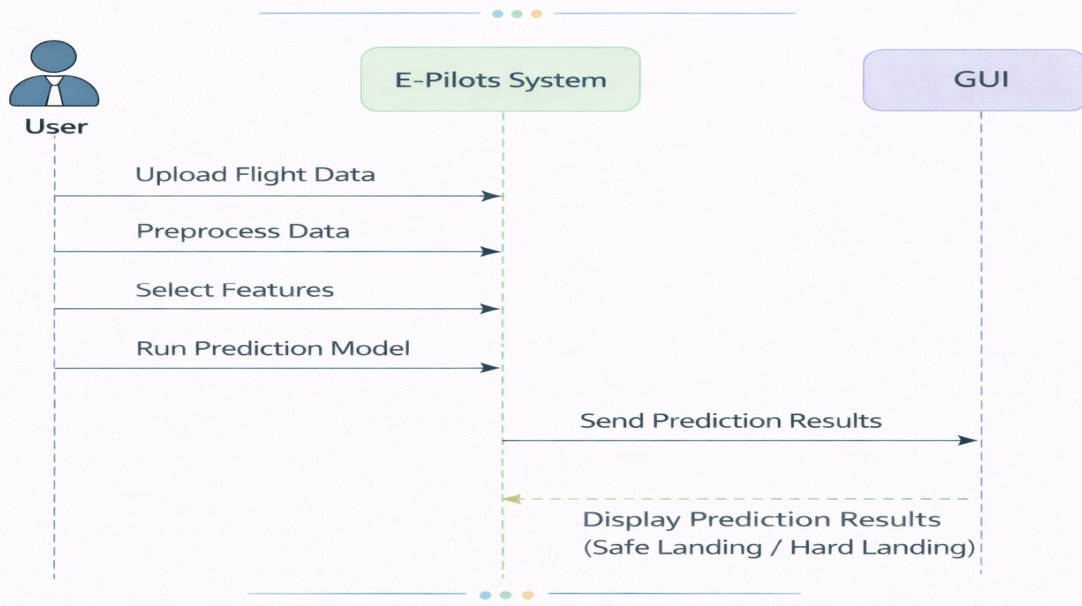 E-Pilots System
GUI
User
Upload Flight Data
Preprocess Data
Select Features
Run Prediction Model
Send Prediction Results
Display Prediction Results
(Safe Landing / Hard Landing)